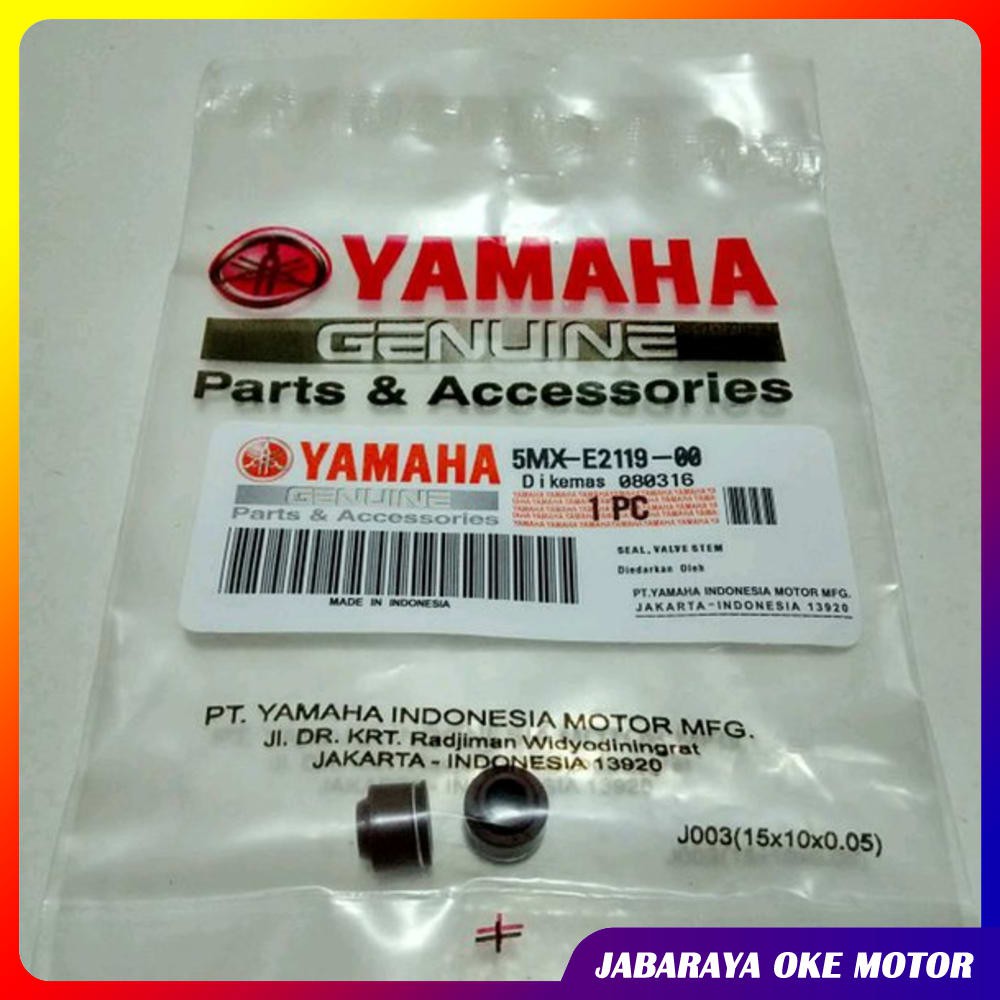 YAMAHA
GENUINE
Parts & Accessories
YAMAHA 5MX-E2119-00
GENUINE Dikemas 080316
Parts & Accessories 1 PC
SEAL, VALVE STEM
Diedarkan Oleh
PT.YAMAHA INDONESIA MOTOR MFG.
MADE IN INDONESIA JAKARTA-INDONESIA 13920
PT. YAMAHA INDONESIA MOTOR MFG.
Jl. DR. KRT. Radjiman Widyodiningrat
JAKARTA - INDONESIA 13920
J003(15x10x0.05)
JABARAYA OKE MOTOR